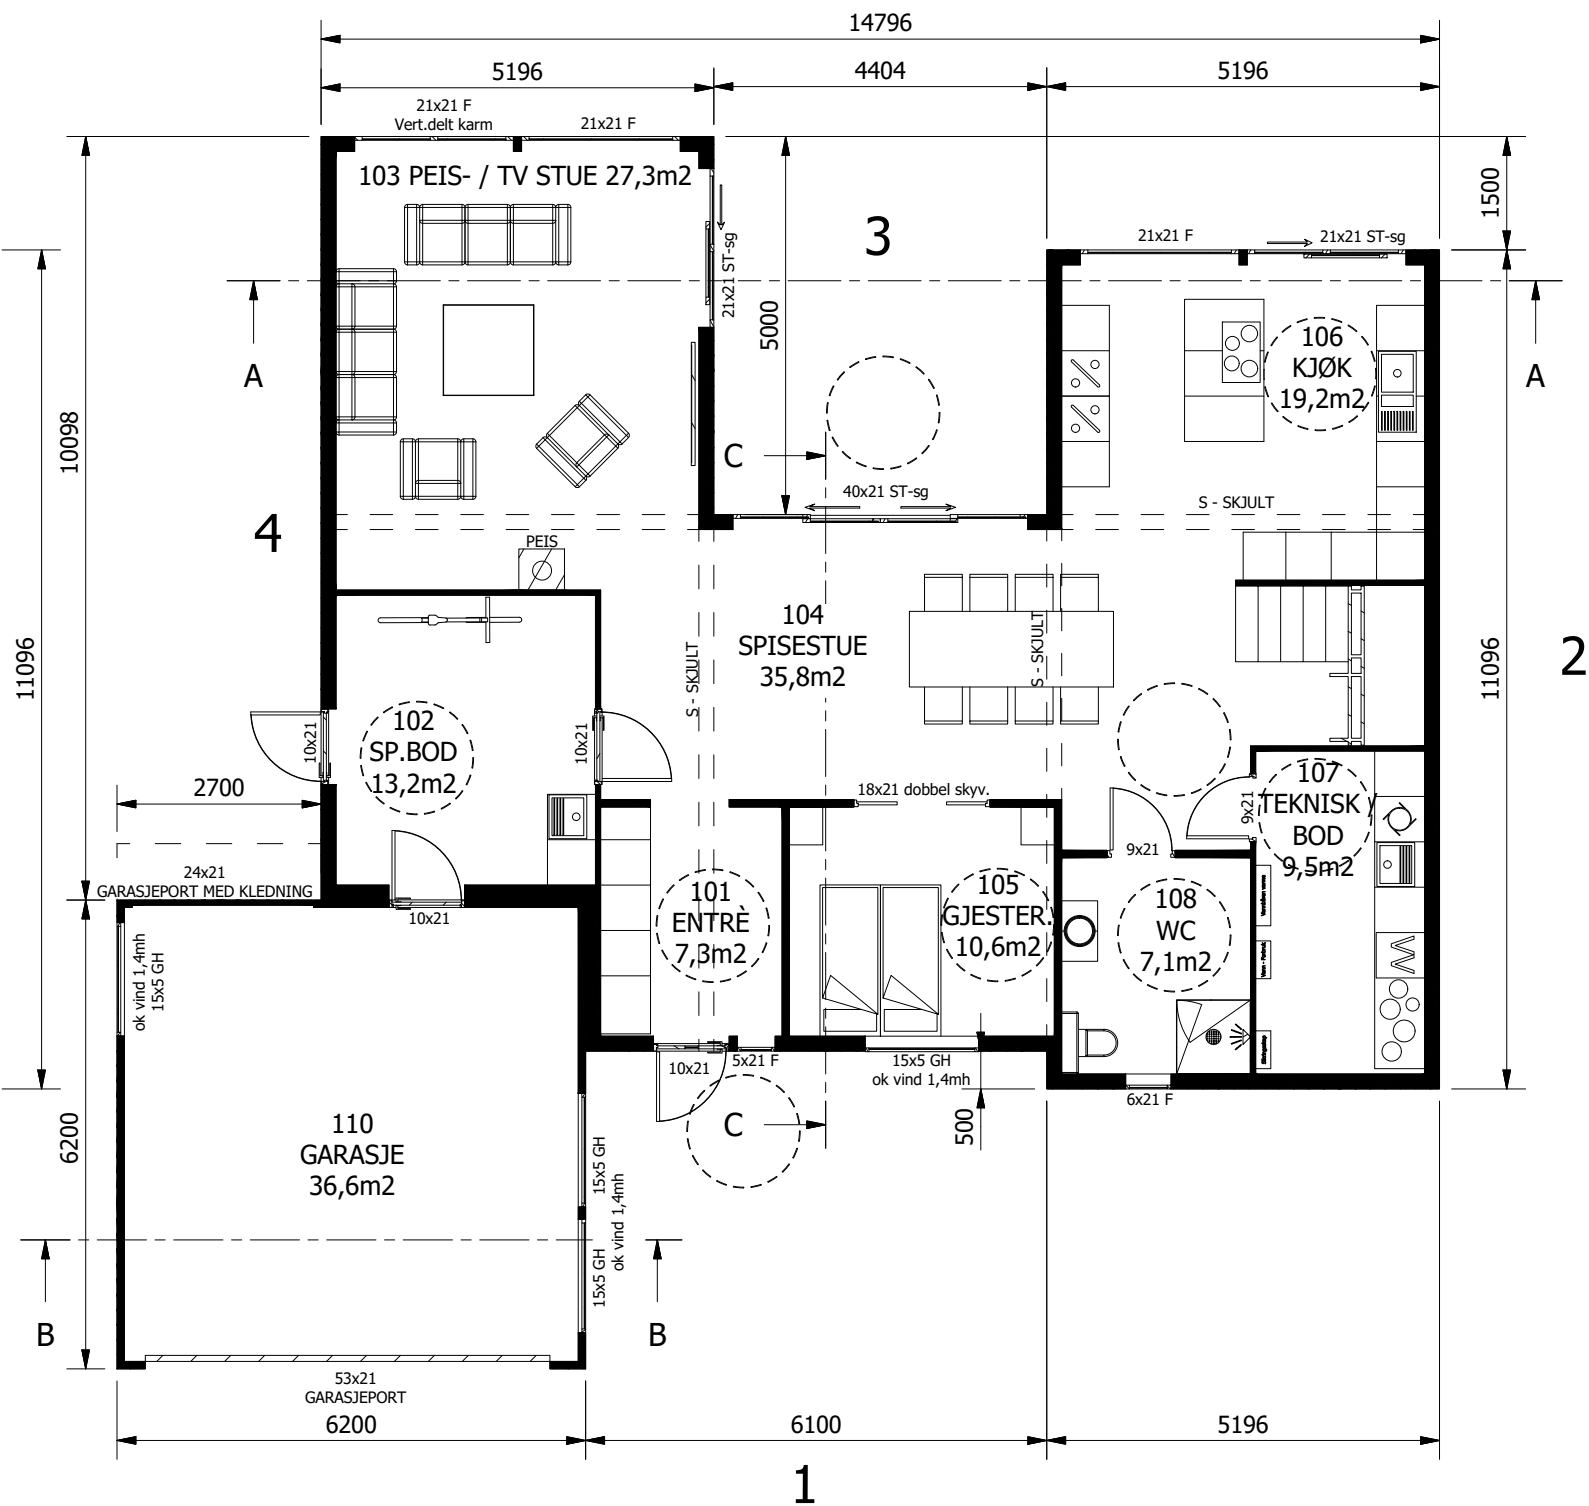 14796
5196
4404
5196
21x21 F
Vert.delt karm
21x21 F
103 PEIS- / TV STUE 27,3m2
3
21x21 F
21x21 ST-sg
1500
21x21 ST-sg
5000
A
A
106
KJØK
19,2m2
10098
C
40x21 ST-sg
S - SKJULT
4
PEIS
11096
104
SPISESTUE
35,8m2
S - SKJULT
S - SKJULT
11096
2
102
SP.BOD
13,2m2
10x21
10x21
2700
18x21 dobbel skyv.
107
TEKNISK /
BOD
9,5m2
9x21
9x21
24x21
GARASJEPORT MED KLEDNING
10x21
101
ENTRÈ
7,3m2
105
GJESTER.
10,6m2
108
WC
7,1m2
ok vind 1,4mh
15x5 GH
10x21
5x21 F
15x5 GH
ok vind 1,4mh
6x21 F
500
C
6200
110
GARASJE
36,6m2
15x5 GH
15x5 GH
ok vind 1,4mh
B
B
53x21
GARASJEPORT
6200
6100
5196
1